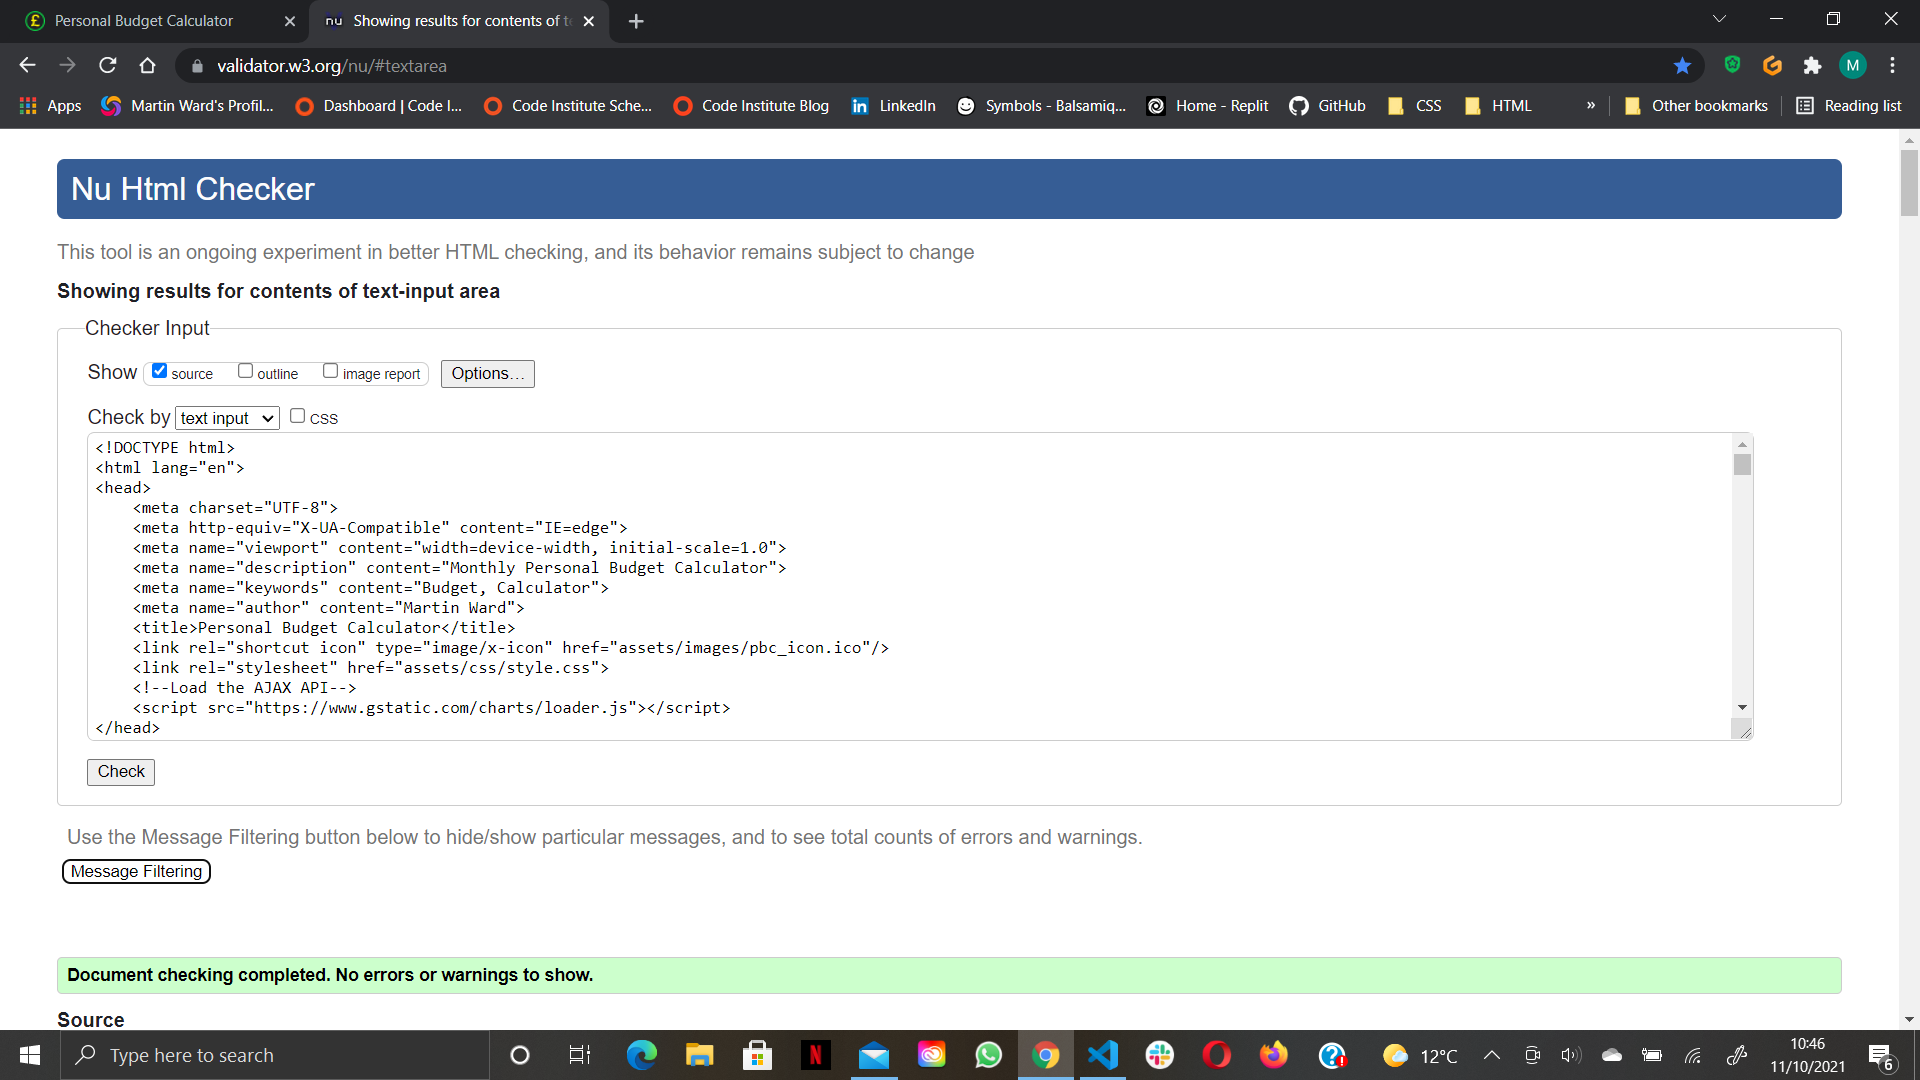 Personal Budget Calculator
nu Showing results for contents of te
validator.w3.org/nu/#textarea
M
Apps
Martin Ward's Profil...
Dashboard | Code I...
Code Institute Sche...
Code Institute Blog
LinkedIn
Symbols - Balsamiq...
Home - Replit
GitHub
CSS
HTML
»
Other bookmarks
Reading list
Nu Html Checker
This tool is an ongoing experiment in better HTML checking, and its behavior remains subject to change
Showing results for contents of text-input area
Checker Input
Show source outline image report Options...
Check by text input CSS
<!DOCTYPE html>
<html lang="en">
<head>
<meta charset="UTF-8">
<meta http-equiv="X-UA-Compatible" content="IE=edge">
<meta name="viewport" content="width=device-width, initial-scale=1.0">
<meta name="description" content="Monthly Personal Budget Calculator">
<meta name="keywords" content="Budget, Calculator">
<meta name="author" content="Martin Ward">
<title>Personal Budget Calculator</title>
<link rel="shortcut icon" type="image/x-icon" href="assets/images/pbc_icon.ico"/>
<link rel="stylesheet" href="assets/css/style.css">
<!--Load the AJAX API-->
<script src="https://www.gstatic.com/charts/loader.js"></script>
</head>
Check
Use the Message Filtering button below to hide/show particular messages, and to see total counts of errors and warnings.
Message Filtering
Document checking completed. No errors or warnings to show.
Source
Type here to search
12°C
10:46
11/10/2021
6